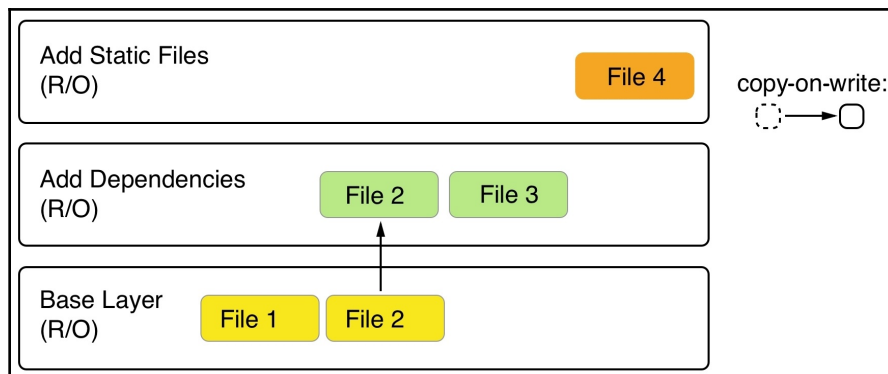 Add Static Files
(R/O)
File 4
copy-on-write:
Add Dependencies
(R/O)
File 2
File 3
Base Layer
(R/O)
File 1
File 2